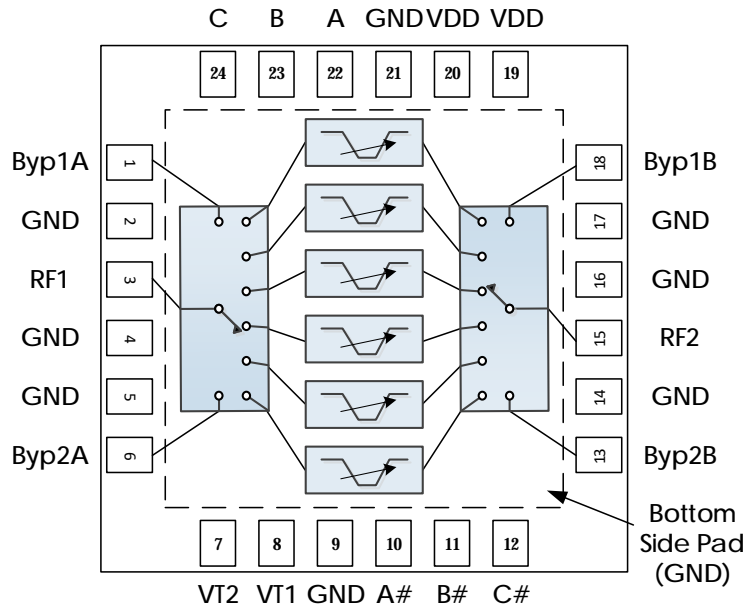 C B A GND VDD VDD
24 23 22 21 20 19
Byp1A 1 18 Byp1B
GND 2 17 GND
RF1 3 16 GND
GND 4 15 RF2
GND 5 14 GND
Byp2A 6 13 Byp2B
7 8 9 10 11 12
VT2 VT1 GND A# B# C#
Bottom
Side Pad
(GND)